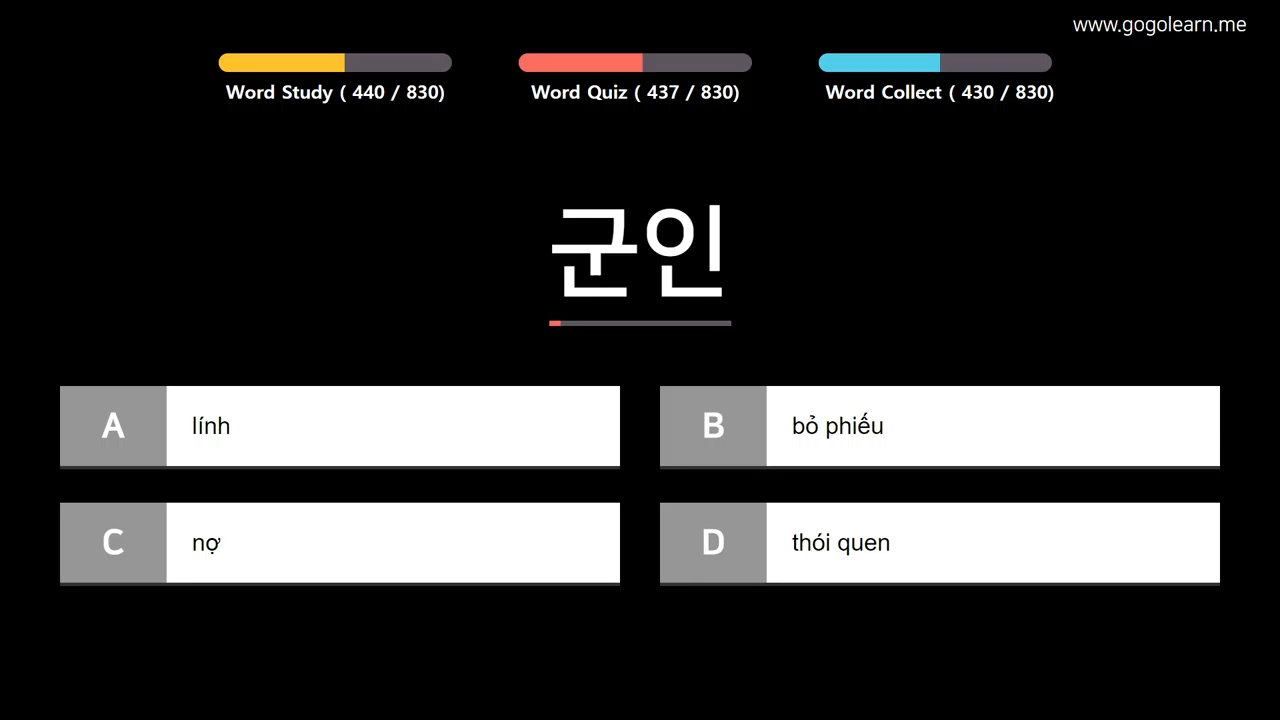 www.gogolearn.me
Word Study ( 440 / 830)
Word Quiz ( 437 / 830)
Word Collect ( 430 / 830)
군인
A
lính
B
bỏ phiếu
C
nợ
D
thói quen